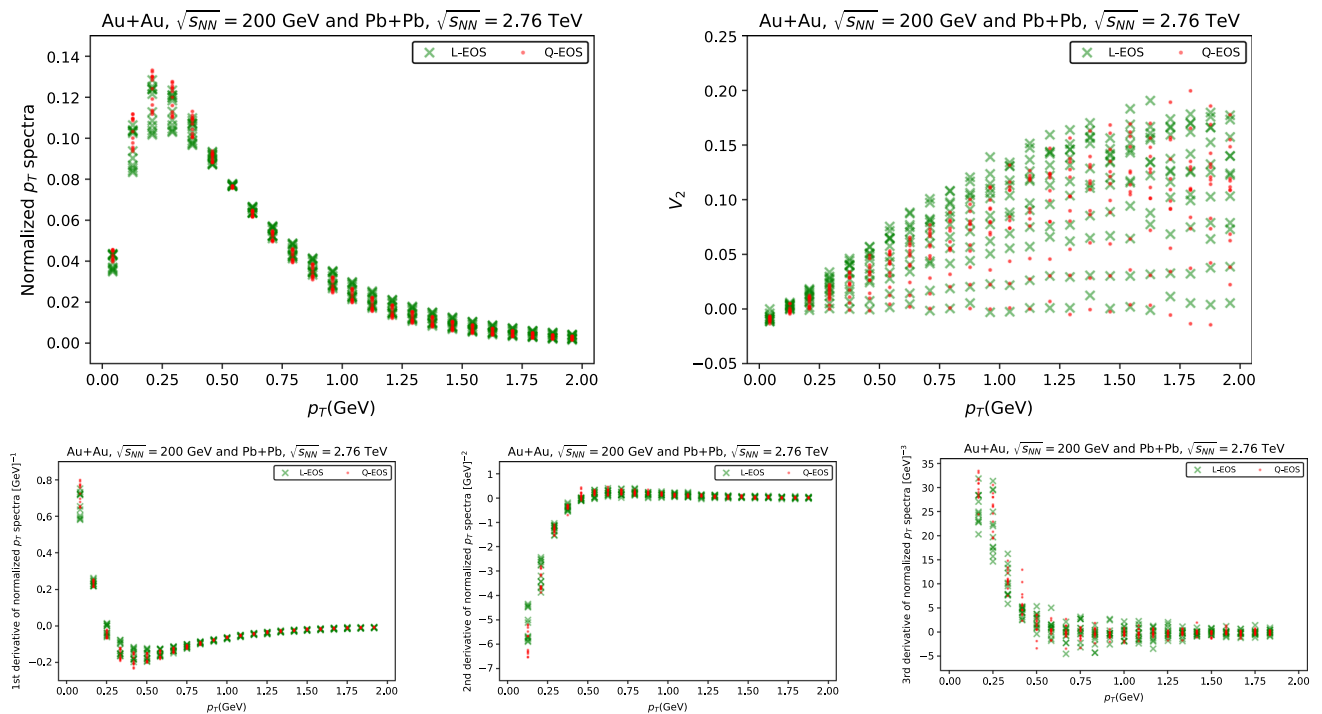 Au+Au, √s_NN = 200 GeV and Pb+Pb, √s_NN = 2.76 TeV
L-EOS Q-EOS
Normalized p_T spectra
0.14
0.12
0.10
0.08
0.06
0.04
0.02
0.00
0.00 0.25 0.50 0.75 1.00 1.25 1.50 1.75 2.00
p_T(GeV)
Au+Au, √s_NN = 200 GeV and Pb+Pb, √s_NN = 2.76 TeV
L-EOS Q-EOS
V_2
0.25
0.20
0.15
0.10
0.05
0.00
−0.05
0.00 0.25 0.50 0.75 1.00 1.25 1.50 1.75 2.00
p_T(GeV)
Au+Au, √s_NN = 200 GeV and Pb+Pb, √s_NN = 2.76 TeV
L-EOS Q-EOS
1st derivative of normalized p_T spectra [GeV]⁻¹
0.8
0.6
0.4
0.2
0.0
−0.2
0.00 0.25 0.50 0.75 1.00 1.25 1.50 1.75 2.00
p_T(GeV)
Au+Au, √s_NN = 200 GeV and Pb+Pb, √s_NN = 2.76 TeV
L-EOS Q-EOS
2nd derivative of normalized p_T spectra [GeV]⁻²
1
0
−1
−2
−3
−4
−5
−6
−7
0.00 0.25 0.50 0.75 1.00 1.25 1.50 1.75 2.00
p_T(GeV)
Au+Au, √s_NN = 200 GeV and Pb+Pb, √s_NN = 2.76 TeV
L-EOS Q-EOS
3rd derivative of normalized p_T spectra [GeV]⁻³
35
30
25
20
15
10
5
0
−5
0.00 0.25 0.50 0.75 1.00 1.25 1.50 1.75 2.00
p_T(GeV)